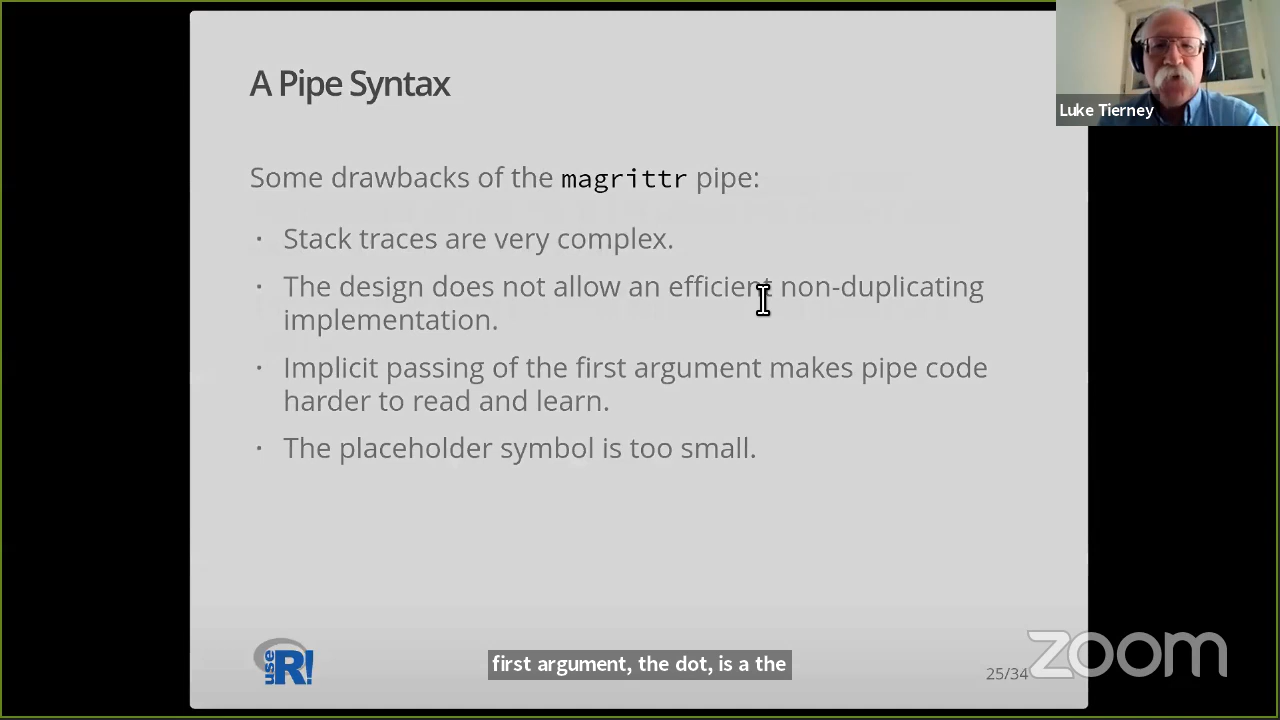 A Pipe Syntax
Luke Tierney
Some drawbacks of the magrittr pipe:
· Stack traces are very complex.
· The design does not allow an efficient non-duplicating
implementation.
· Implicit passing of the first argument makes pipe code
harder to read and learn.
· The placeholder symbol is too small.
use R!
first argument, the dot, is a the
25/34
zoom